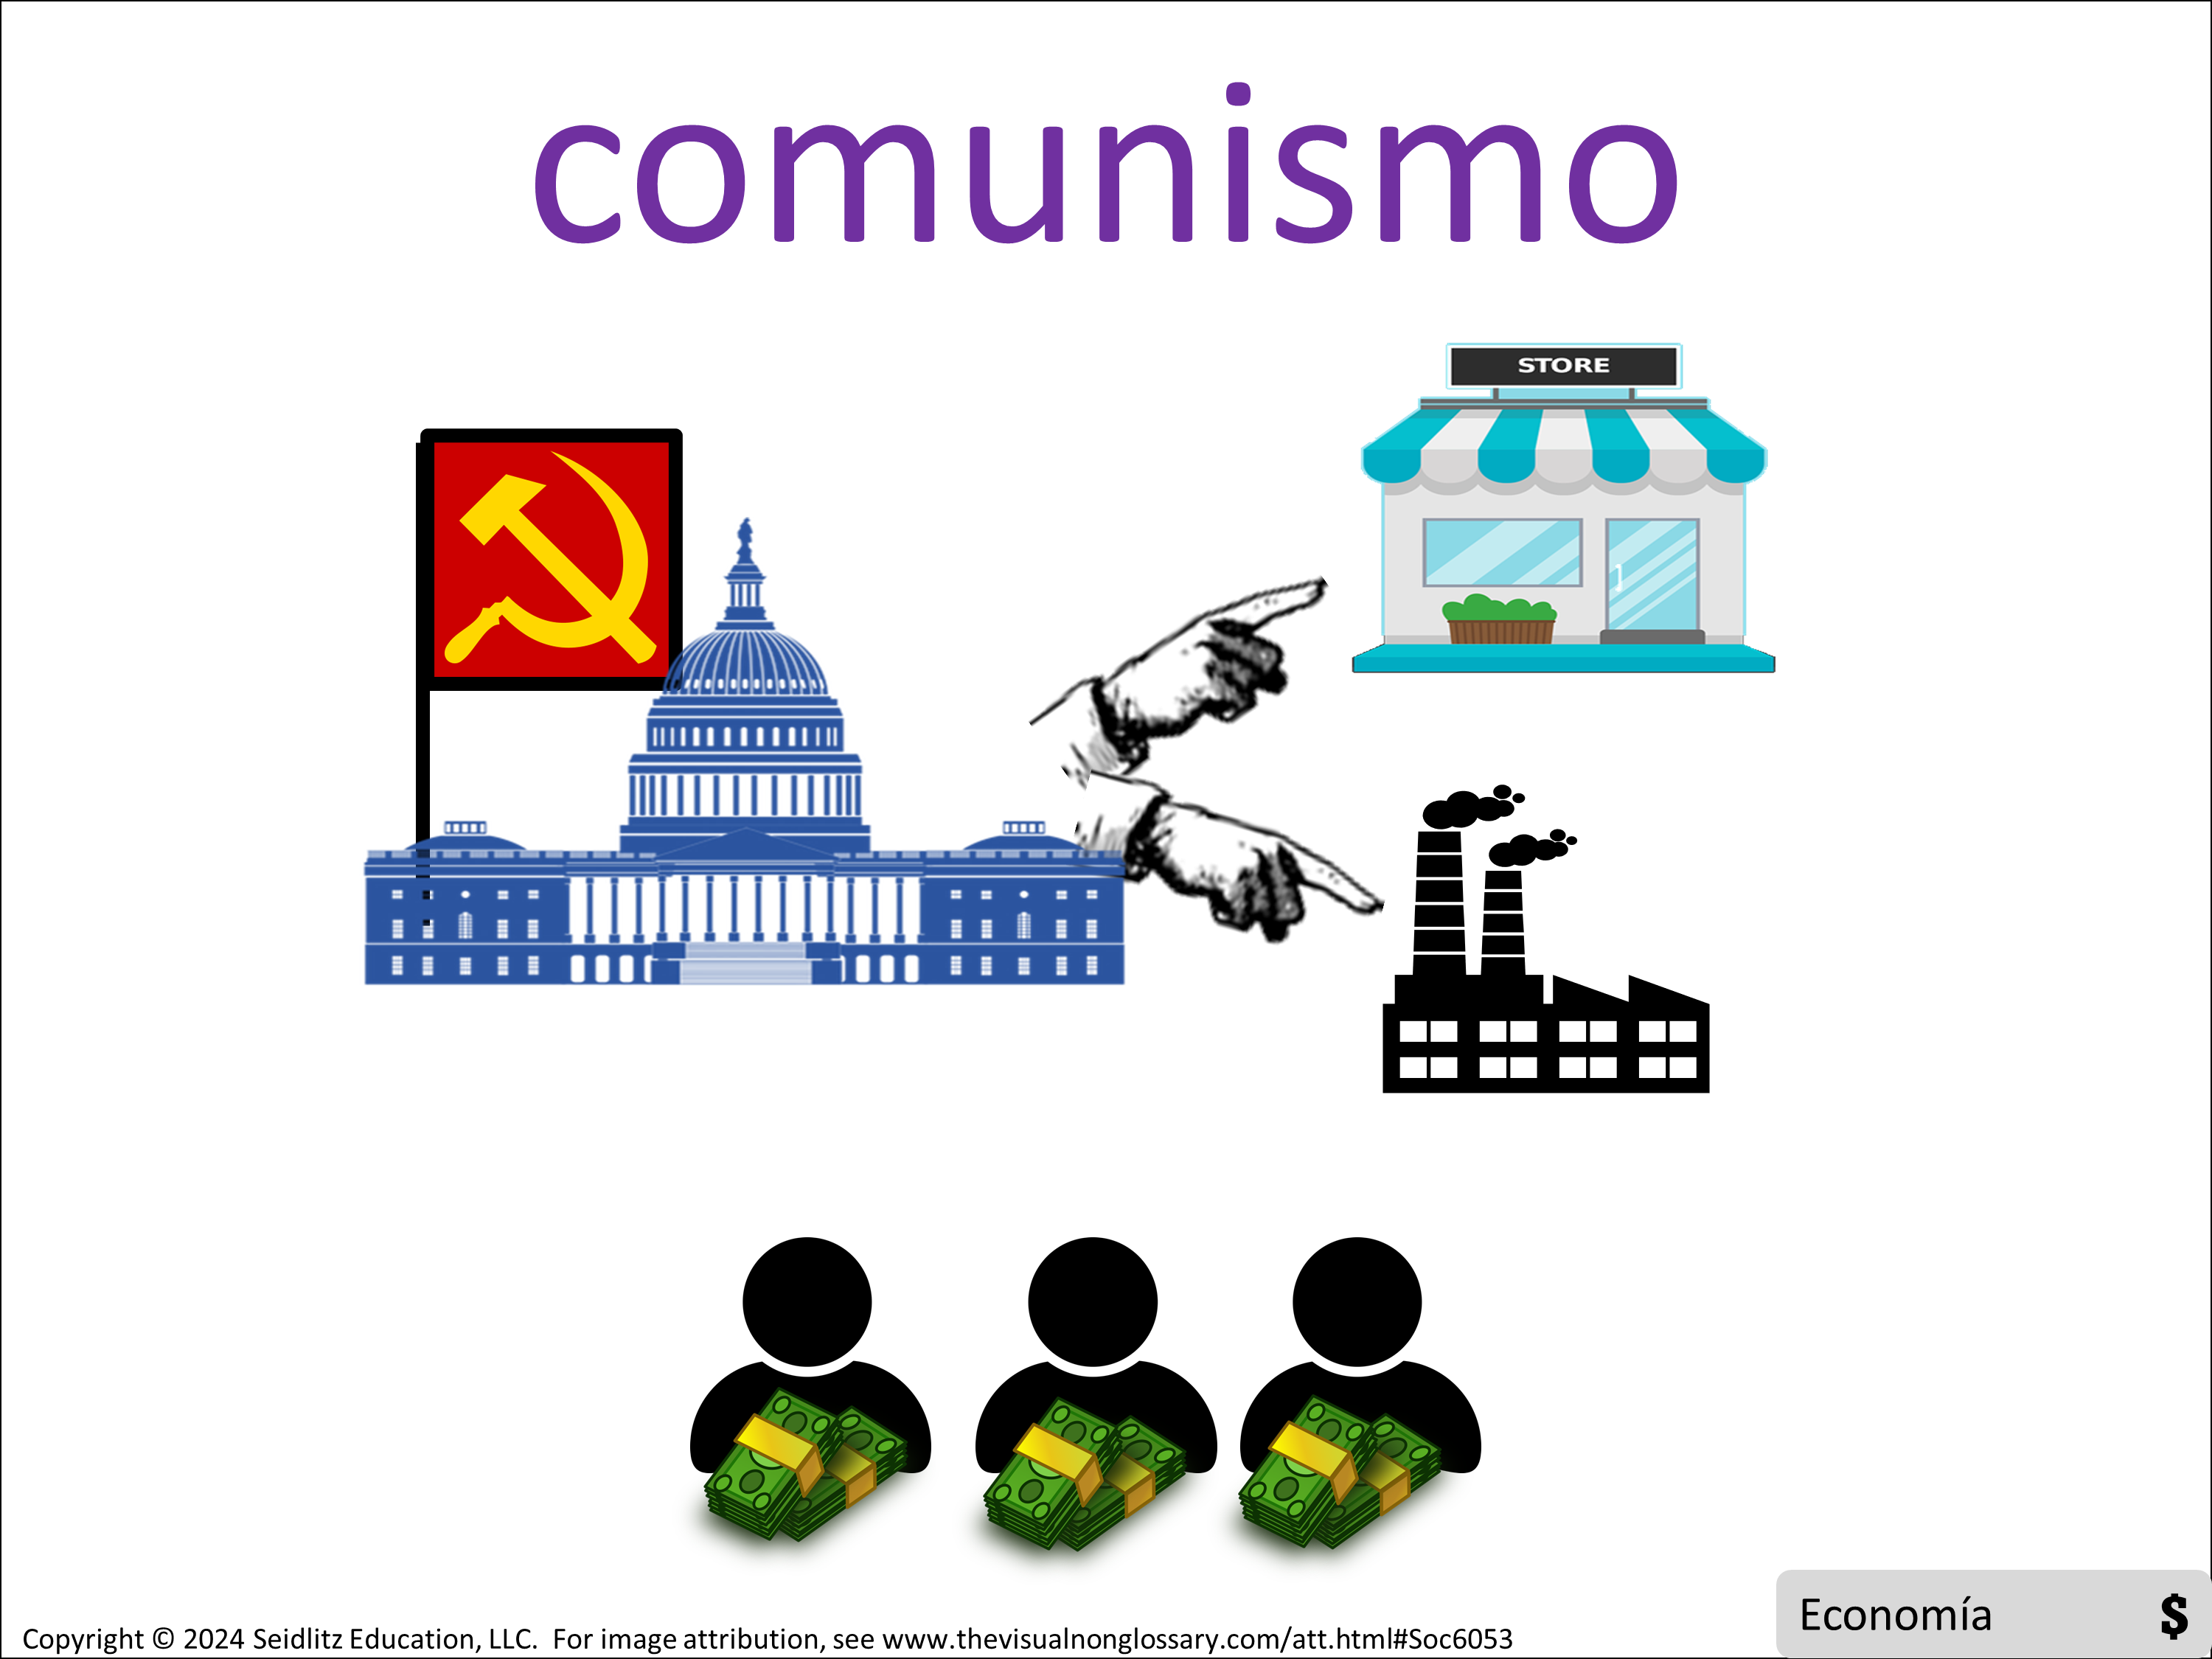 comunismo
STORE
Economía $
Copyright © 2024 Seidlitz Education, LLC.  For image attribution, see www.thevisualnonglossary.com/att.html#Soc6053